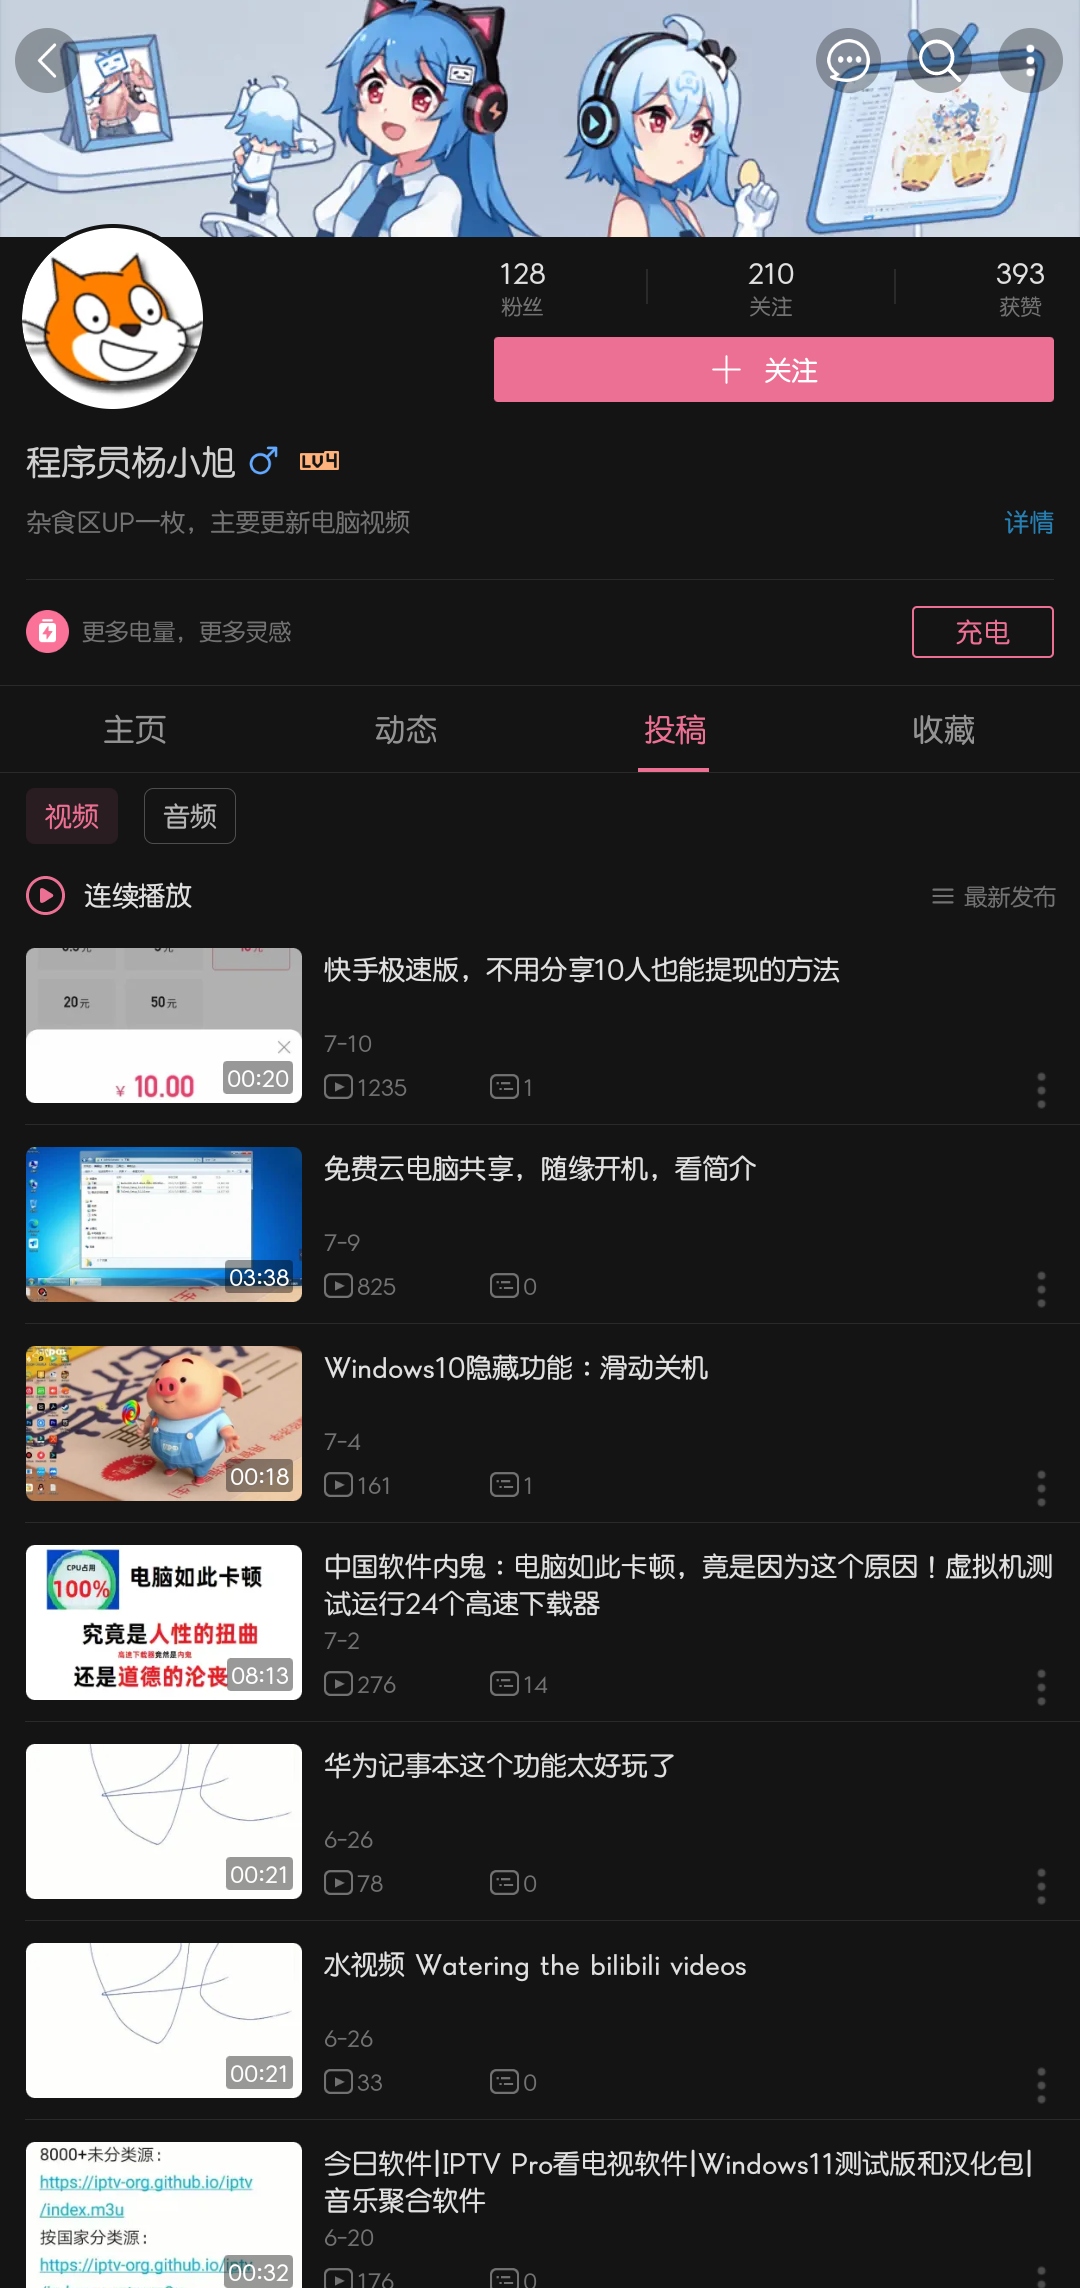 128
粉丝
210
关注
393
获赞
关注
程序员杨小旭 LV4
杂食区UP一枚，主要更新电脑视频
详情
更多电量，更多灵感
充电
主页 动态 投稿 收藏
视频 音频
连续播放
最新发布
20元 50元
¥ 10.00
00:20
快手极速版，不用分享10人也能提现的方法
7-10
1235 1
03:38
免费云电脑共享，随缘开机，看简介
7-9
825 0
00:18
Windows10隐藏功能：滑动关机
7-4
161 1
CPU占用
100%
电脑如此卡顿
究竟是人性的扭曲
高速下载器竟然是内鬼
还是道德的沦丧
08:13
中国软件内鬼：电脑如此卡顿，竟是因为这个原因！虚拟机测
试运行24个高速下载器
7-2
276 14
00:21
华为记事本这个功能太好玩了
6-26
78 0
00:21
水视频 Watering the bilibili videos
6-26
33 0
8000+未分类源：
https://iptv-org.github.io/iptv
/index.m3u
按国家分类源：
https://iptv-org.github.io/iptv
00:32
今日软件|IPTV Pro看电视软件|Windows11测试版和汉化包|
音乐聚合软件
6-20
176 0